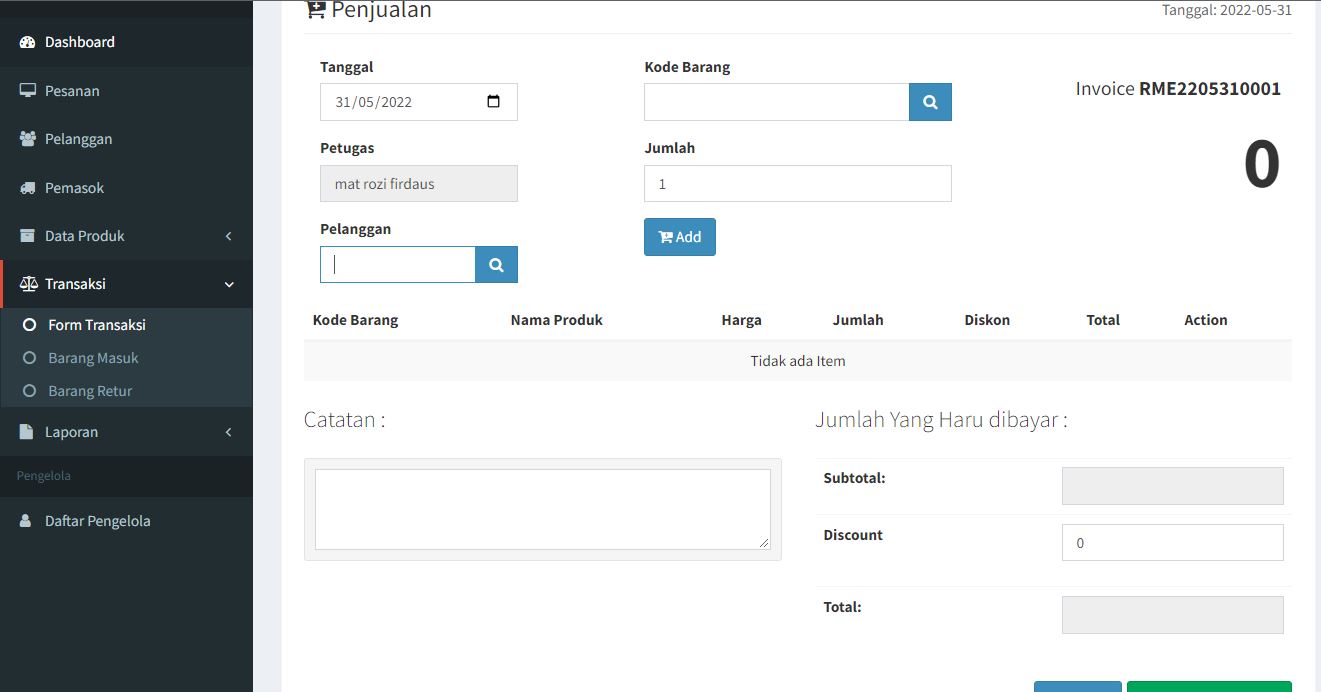 Penjualan
Tanggal: 2022-05-31
Dashboard
Pesanan
Pelanggan
Pemasok
Data Produk
Transaksi
Form Transaksi
Barang Masuk
Barang Retur
Laporan
Pengelola
Daftar Pengelola
Tanggal
31/05/2022
Petugas
mat rozi firdaus
Pelanggan
Kode Barang
Jumlah
1
Add
Invoice RME2205310001
0
Kode Barang Nama Produk Harga Jumlah Diskon Total Action
Tidak ada Item
Catatan :
Jumlah Yang Haru dibayar :
Subtotal:
Discount
0
Total: